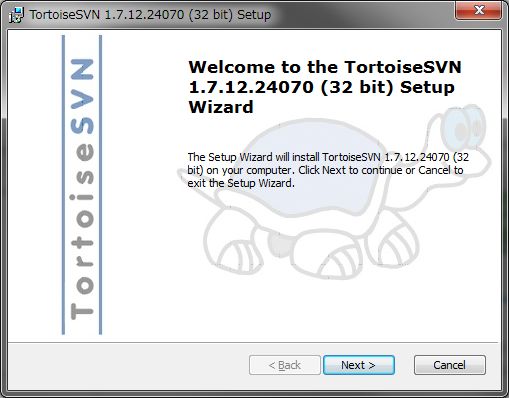 TortoiseSVN 1.7.12.24070 (32 bit) Setup
TortoiseSVN
Welcome to the TortoiseSVN
1.7.12.24070 (32 bit) Setup
Wizard
The Setup Wizard will install TortoiseSVN 1.7.12.24070 (32
bit) on your computer. Click Next to continue or Cancel to
exit the Setup Wizard.
< Back
Next >
Cancel